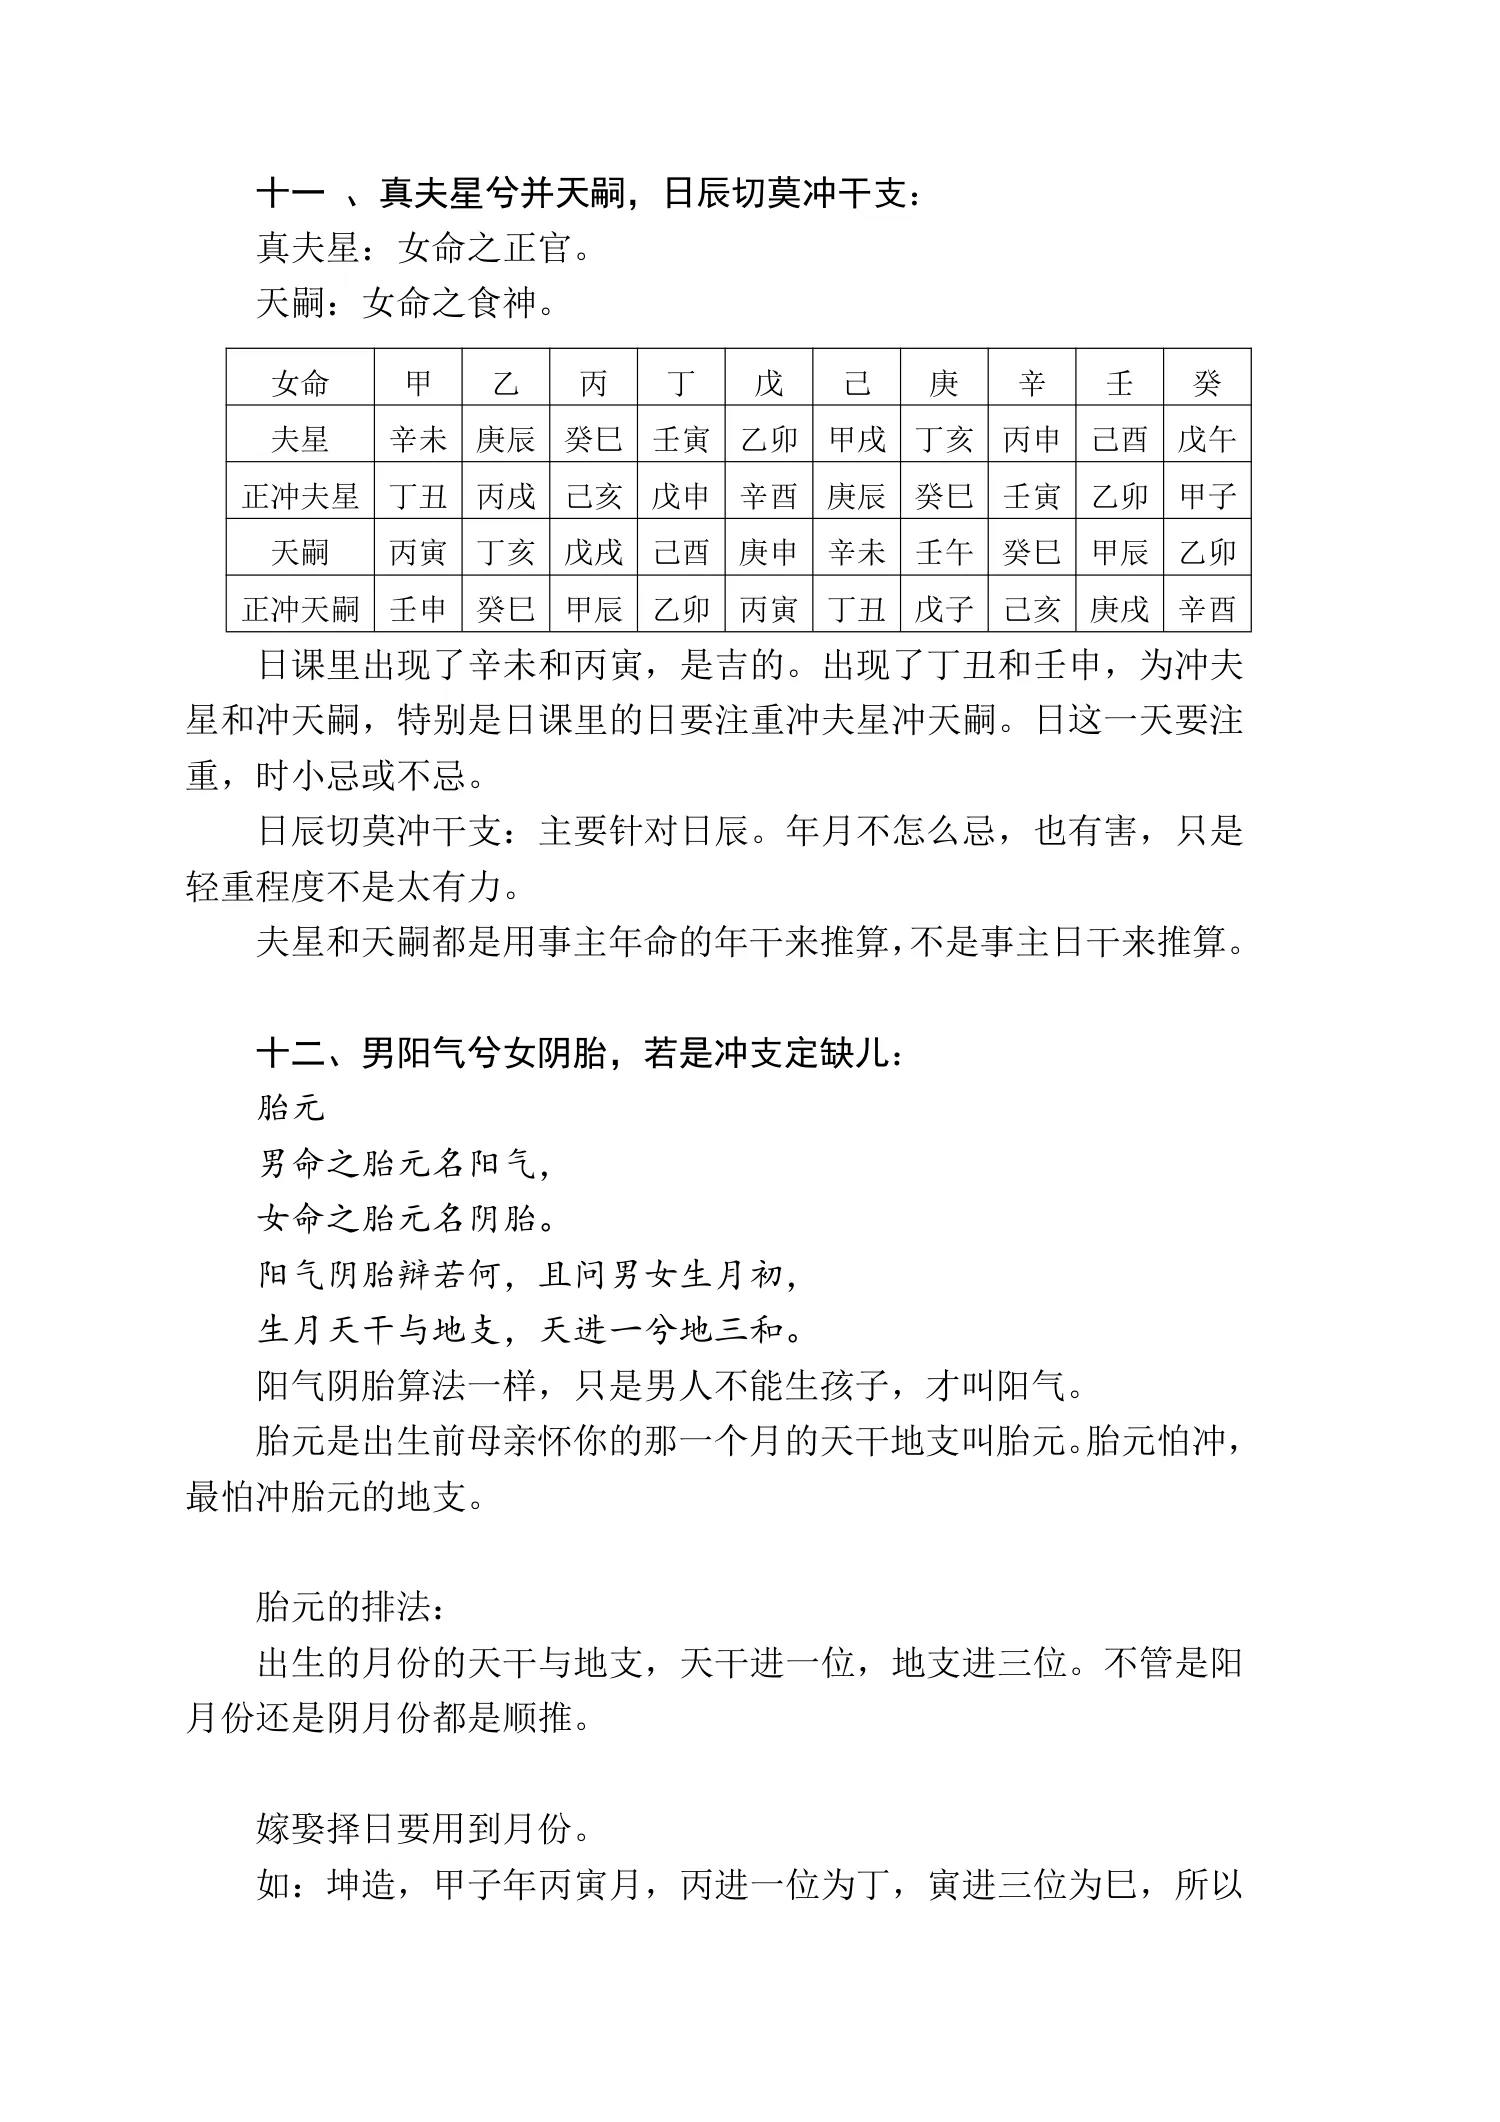 十一 、真夫星兮并天嗣，日辰切莫冲干支：
真夫星：女命之正官。
天嗣：女命之食神。
女命 甲 乙 丙 丁 戊 己 庚 辛 壬 癸
夫星 辛未 庚辰 癸巳 壬寅 乙卯 甲戌 丁亥 丙申 己酉 戊午
正冲夫星 丁丑 丙戌 己亥 戊申 辛酉 庚辰 癸巳 壬寅 乙卯 甲子
天嗣 丙寅 丁亥 戊戌 己酉 庚申 辛未 壬午 癸巳 甲辰 乙卯
正冲天嗣 壬申 癸巳 甲辰 乙卯 丙寅 丁丑 戊子 己亥 庚戌 辛酉
日课里出现了辛未和丙寅，是吉的。出现了丁丑和壬申，为冲夫
星和冲天嗣，特别是日课里的日要注重冲夫星冲天嗣。日这一天要注
重，时小忌或不忌。
日辰切莫冲干支：主要针对日辰。年月不怎么忌，也有害，只是
轻重程度不是太有力。
夫星和天嗣都是用事主年命的年干来推算，不是事主日干来推算。
十二、男阳气兮女阴胎，若是冲支定缺儿：
胎元
男命之胎元名阳气，
女命之胎元名阴胎。
阳气阴胎辩若何，且问男女生月初，
生月天干与地支，天进一兮地三和。
阳气阴胎算法一样，只是男人不能生孩子，才叫阳气。
胎元是出生前母亲怀你的那一个月的天干地支叫胎元。胎元怕冲，
最怕冲胎元的地支。
胎元的排法：
出生的月份的天干与地支，天干进一位，地支进三位。不管是阳
月份还是阴月份都是顺推。
嫁娶择日要用到月份。
如：坤造，甲子年丙寅月，丙进一位为丁，寅进三位为巳，所以